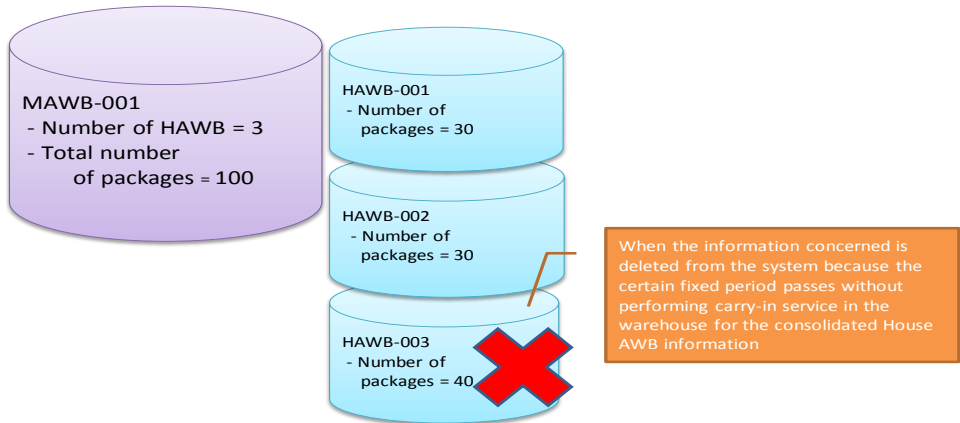 MAWB-001
- Number of HAWB = 3
- Total number
of packages = 100
HAWB-001
- Number of
packages = 30
HAWB-002
- Number of
packages = 30
HAWB-003
- Number of
packages = 40
When the information concerned is
deleted from the system because the
certain fixed period passes without
performing carry-in service in the
warehouse for the consolidated House
AWB information